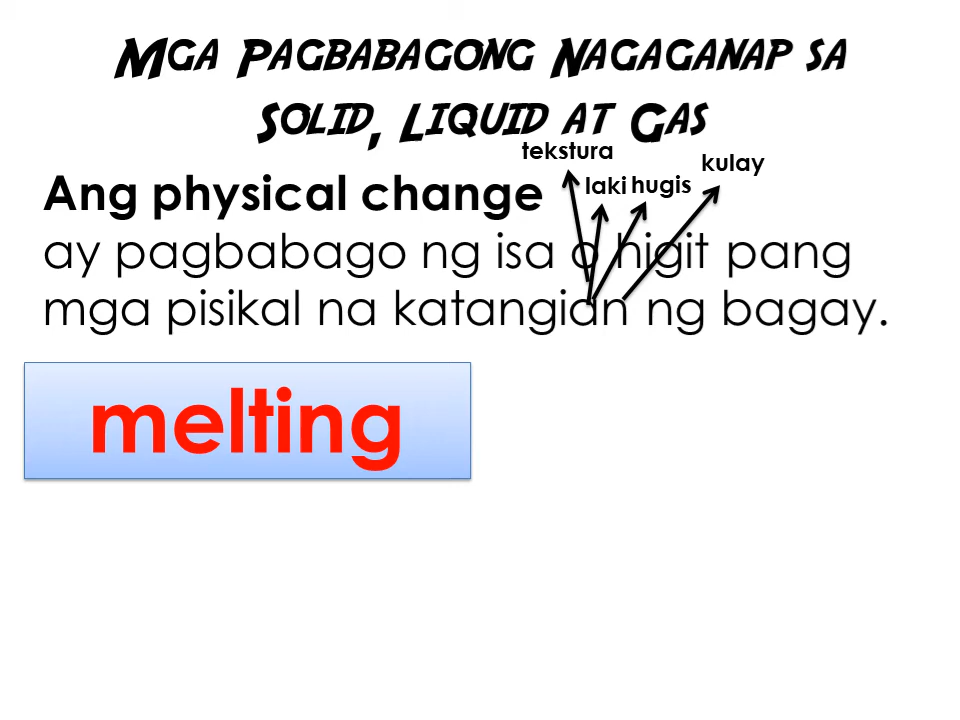 Mga Pagbabagong Nagaganap sa
Solid, Liquid at Gas
tekstura
kulay
laki hugis
Ang physical change
ay pagbabago ng isa o higit pang
mga pisikal na katangian ng bagay.
melting